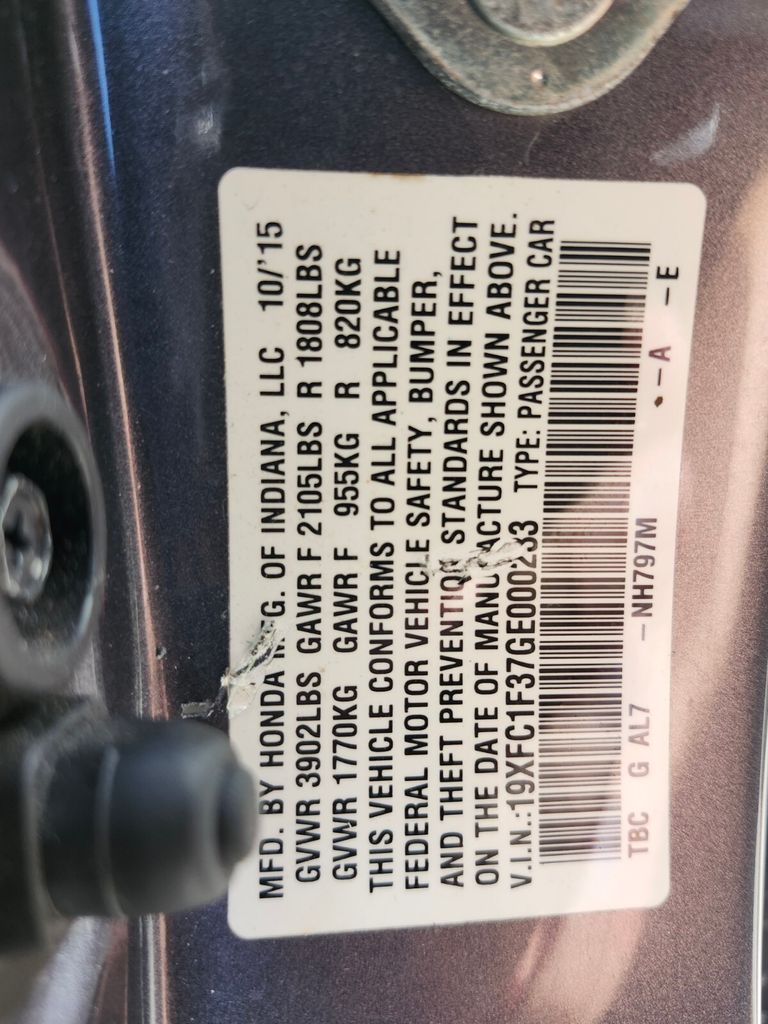 MFD. BY HONDA MFG. OF INDIANA, LLC 10/'15
GVWR 3902LBS GAWR F 2105LBS R 1808LBS
GVWR 1770KG GAWR F 955KG R 820KG
THIS VEHICLE CONFORMS TO ALL APPLICABLE
FEDERAL MOTOR VEHICLE SAFETY, BUMPER,
AND THEFT PREVENTION STANDARDS IN EFFECT
ON THE DATE OF MANUFACTURE SHOWN ABOVE.
V.I.N.:19XFC1F37GE000233 TYPE: PASSENGER CAR
TBC G AL7 – NH797M – A – E